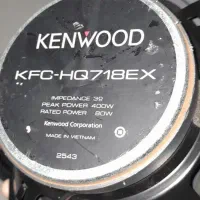 KENWOOD
KFC-HQ718EX
IMPEDANCE 3Ω
PEAK POWER 400W
RATED POWER 80W
Kenwood Corporation
MADE IN VIETNAM
2543